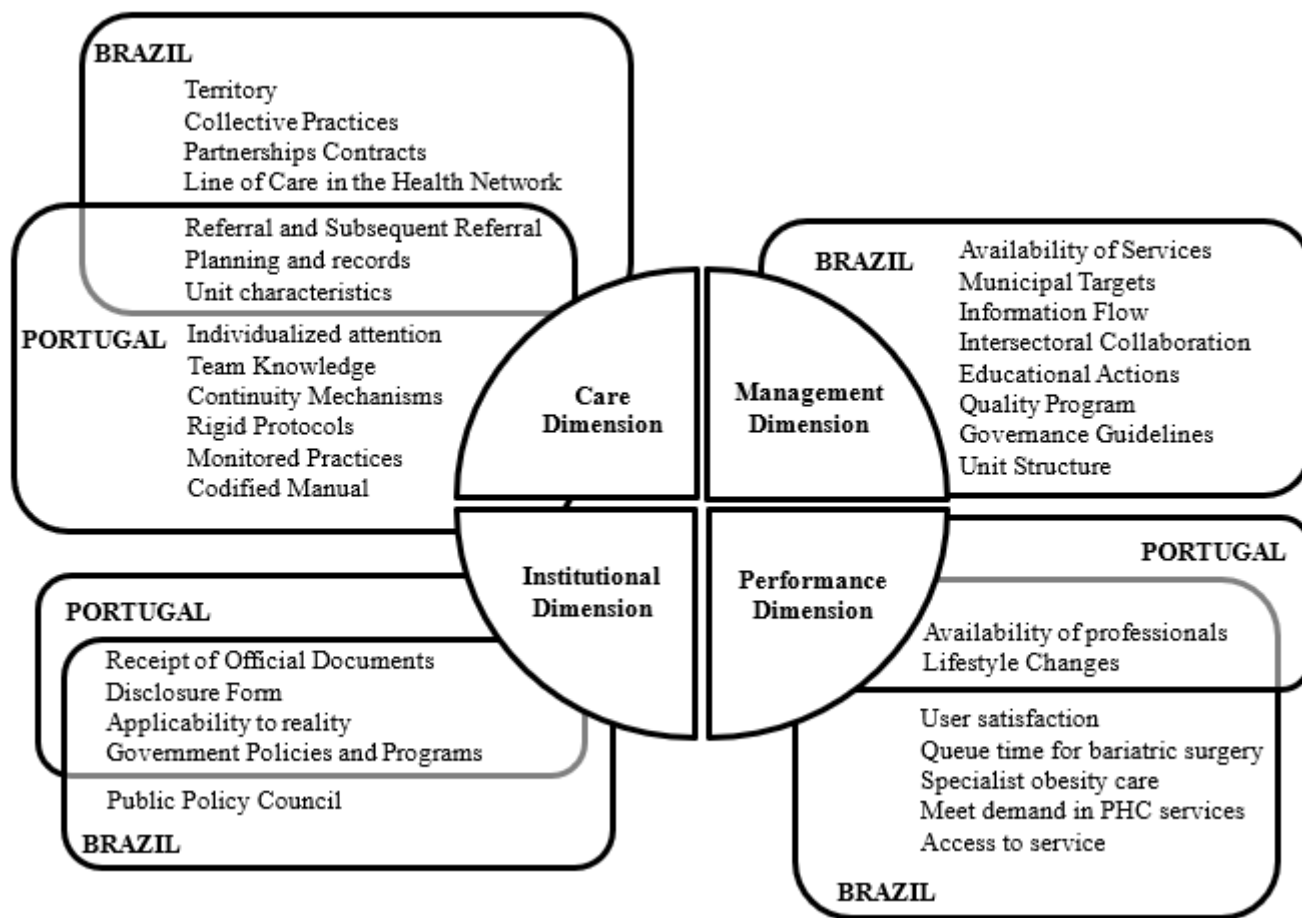 BRAZIL
Territory
Collective Practices
Partnerships Contracts
Line of Care in the Health Network
Referral and Subsequent Referral
Planning and records
Unit characteristics
PORTUGAL
Individualized attention
Team Knowledge
Continuity Mechanisms
Rigid Protocols
Monitored Practices
Codified Manual
Care
Dimension
Management
Dimension
BRAZIL
Availability of Services
Municipal Targets
Information Flow
Intersectoral Collaboration
Educational Actions
Quality Program
Governance Guidelines
Unit Structure
PORTUGAL
Receipt of Official Documents
Disclosure Form
Applicability to reality
Government Policies and Programs
Public Policy Council
BRAZIL
Institutional
Dimension
Performance
Dimension
PORTUGAL
Availability of professionals
Lifestyle Changes
User satisfaction
Queue time for bariatric surgery
Specialist obesity care
Meet demand in PHC services
Access to service
BRAZIL